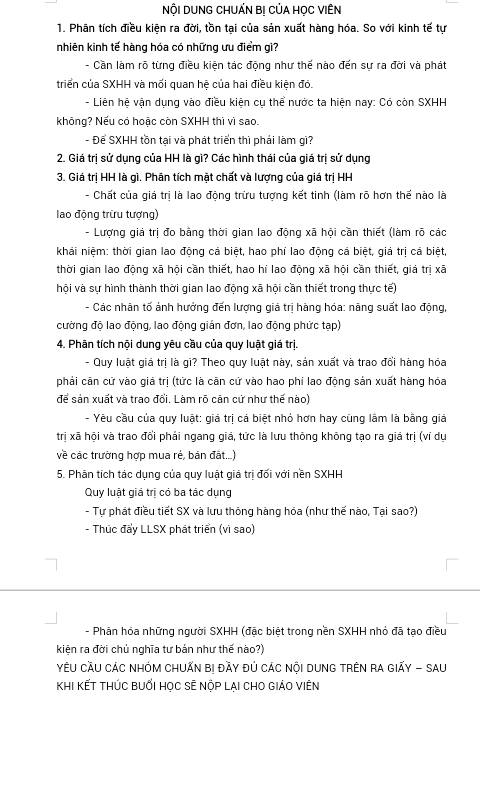 NỘI DUNG CHUẨN BỊ CỦA HỌC VIÊN
1. Phân tích điều kiện ra đời, tồn tại của sản xuất hàng hóa. So với kinh tế tự
nhiên kinh tế hàng hóa có những ưu điểm gì?
- Cần làm rõ từng điều kiện tác động như thế nào đến sự ra đời và phát
triển của SXHH và mối quan hệ của hai điều kiện đó.
- Liên hệ vận dụng vào điều kiện cụ thể nước ta hiện nay: Có còn SXHH
không? Nếu có hoặc còn SXHH thì vì sao.
- Để SXHH tồn tại và phát triển thì phải làm gì?
2. Giá trị sử dụng của HH là gì? Các hình thái của giá trị sử dụng
3. Giá trị HH là gì. Phân tích mặt chất và lượng của giá trị HH
- Chất của giá trị là lao động trừu tượng kết tinh (làm rõ hơn thế nào là
lao động trừu tượng)
- Lượng giá trị đo bằng thời gian lao động xã hội cần thiết (làm rõ các
khái niệm: thời gian lao động cá biệt, hao phí lao động cá biệt, giá trị cá biệt,
thời gian lao động xã hội cần thiết, hao hí lao động xã hội cần thiết, giá trị xã
hội và sự hình thành thời gian lao động xã hội cần thiết trong thực tế)
- Các nhân tố ảnh hưởng đến lượng giá trị hàng hóa: năng suất lao động,
cường độ lao động, lao động giản đơn, lao động phức tạp)
4. Phân tích nội dung yêu cầu của quy luật giá trị.
- Quy luật giá trị là gì? Theo quy luật này, sản xuất và trao đổi hàng hóa
phải căn cứ vào giá trị (tức là căn cứ vào hao phí lao động sản xuất hàng hóa
để sản xuất và trao đổi. Làm rõ căn cứ như thế nào)
- Yêu cầu của quy luật: giá trị cá biệt nhỏ hơn hay cùng lắm là bằng giá
trị xã hội và trao đổi phải ngang giá, tức là lưu thông không tạo ra giá trị (ví dụ
về các trường hợp mua rẻ, bán đắt...)
5. Phân tích tác dụng của quy luật giá trị đối với nền SXHH
Quy luật giá trị có ba tác dụng
- Tự phát điều tiết SX và lưu thông hàng hóa (như thế nào, Tại sao?)
- Thúc đẩy LLSX phát triển (vì sao)
- Phân hóa những người SXHH (đặc biệt trong nền SXHH nhỏ đã tạo điều
kiện ra đời chủ nghĩa tư bản như thế nào?)
YÊU CẦU CÁC NHÓM CHUẨN BỊ ĐẦY ĐỦ CÁC NỘI DUNG TRÊN RA GIẤY – SAU
KHI KẾT THÚC BUỔI HỌC SẼ NỘP LẠI CHO GIÁO VIÊN